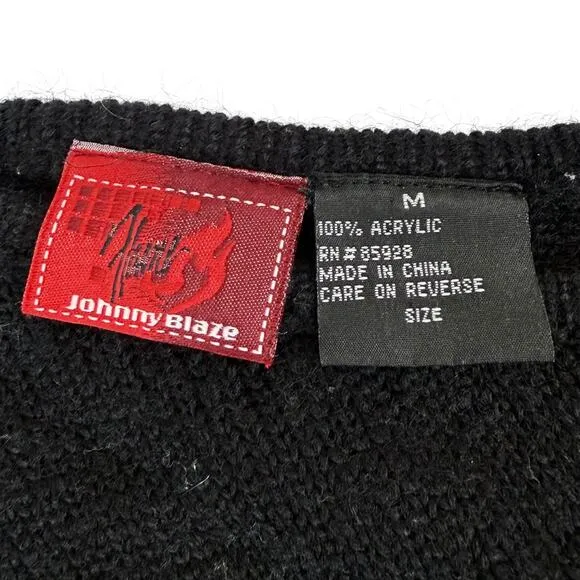 Johnny Blaze
M
100% ACRYLIC
RN# 85928
MADE IN CHINA
CARE ON REVERSE
SIZE